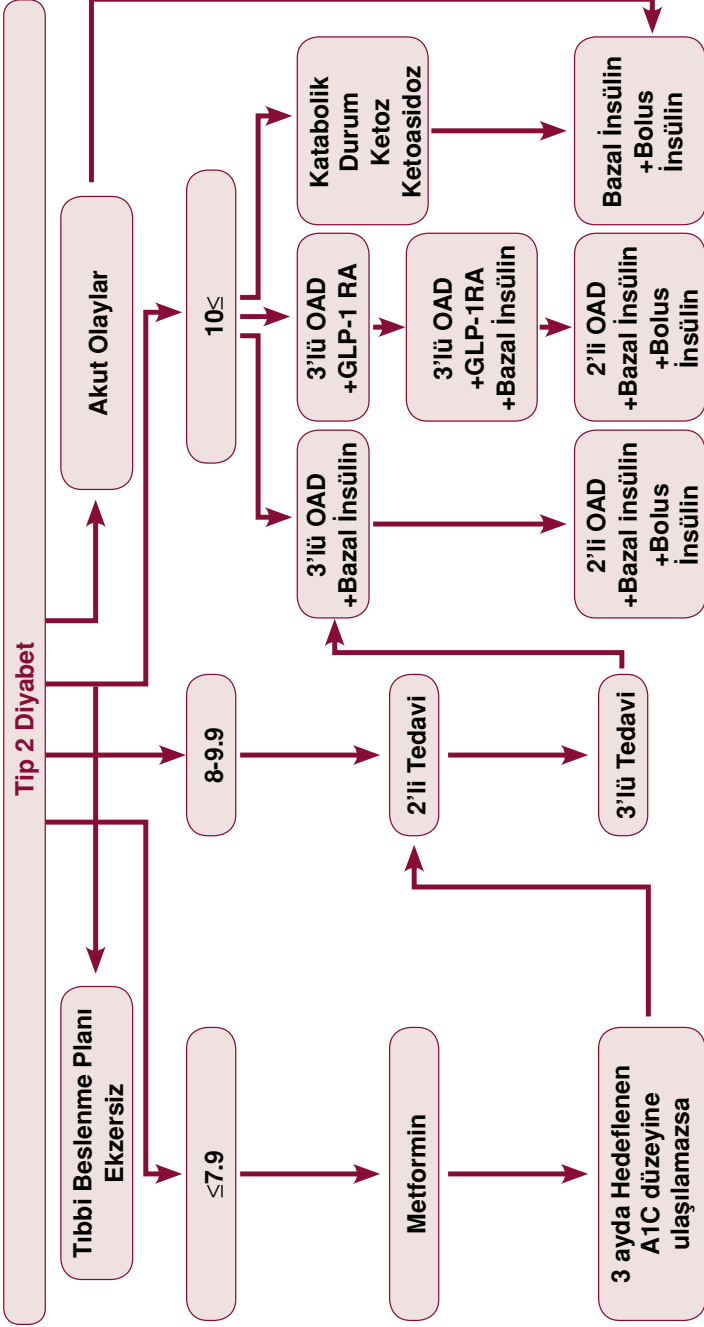 Tip 2 Diyabet
Tıbbi Beslenme Planı
Ekzersiz
Akut Olaylar
≤7.9
8-9.9
10≤
Metformin
2'li Tedavi
3'lü OAD
+Bazal İnsülin
3'lü OAD
+GLP-1 RA
Katabolik
Durum
Ketoz
Ketoasidoz
3'lü OAD
+GLP-1RA
+Bazal İnsülin
3 ayda Hedeflenen
A1C düzeyine
ulaşılamazsa
3'lü Tedavi
2'li OAD
+Bazal insülin
+Bolus
İnsülin
2'li OAD
+Bazal İnsülin
+Bolus
İnsülin
Bazal İnsülin
+Bolus
İnsülin